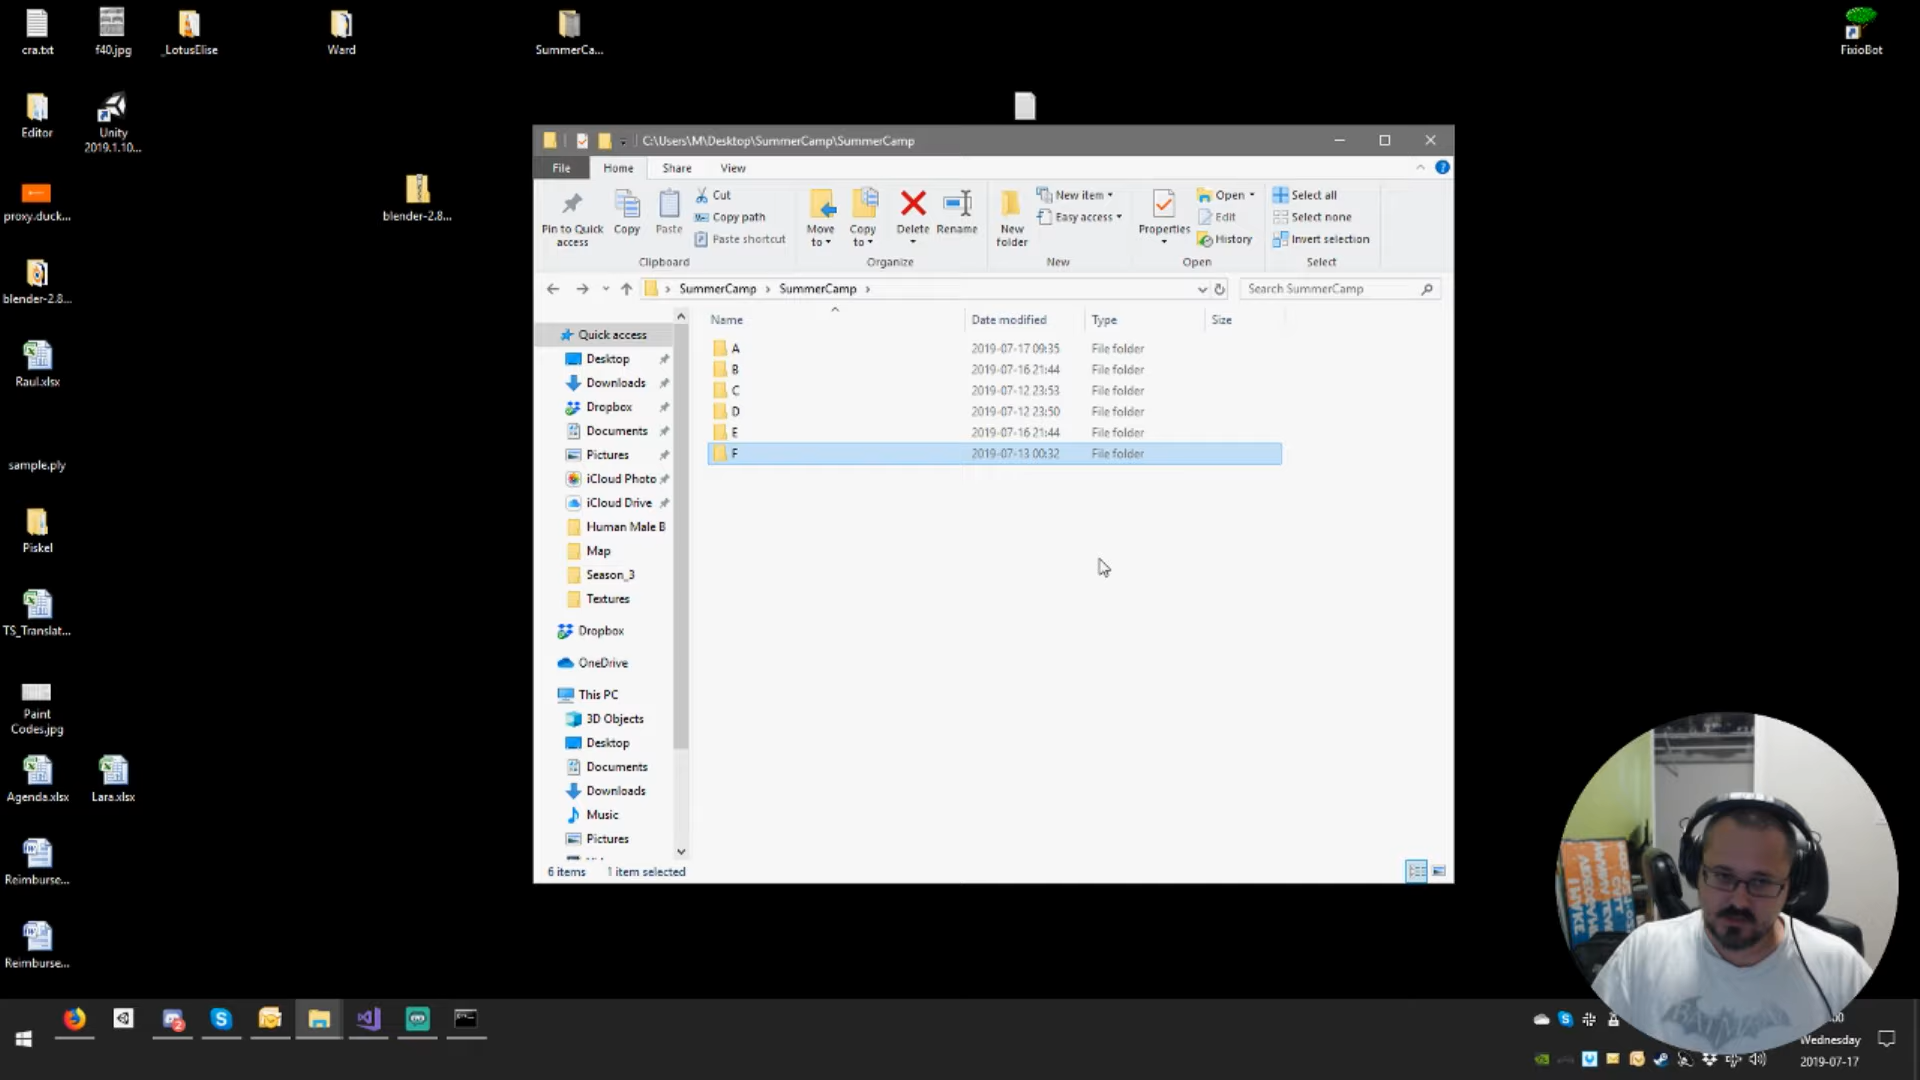 cra.txt
f40.jpg
_LotusElise
Ward
SummerCa...
FixioBot
Editor
Unity
2019.1.10...
proxy.duck...
blender-2.8...
blender-2.8...
Raul.xlsx
sample.ply
Piskel
TS_Translat...
Paint
Codes.jpg
Agenda.xlsx
Lara.xlsx
Reimburse...
Reimburse...
C:\Users\M\Desktop\SummerCamp\SummerCamp
File Home Share View
Pin to Quick
access
Copy
Paste
Cut
Copy path
Paste shortcut
Clipboard
Move
to
Copy
to
Delete
Rename
Organize
New
folder
New item
Easy access
New
Properties
Open
Edit
History
Open
Select all
Select none
Invert selection
Select
SummerCamp > SummerCamp >
Search SummerCamp
Quick access
Desktop
Downloads
Dropbox
Documents
Pictures
iCloud Photo
iCloud Drive
Human Male B
Map
Season_3
Textures
Dropbox
OneDrive
This PC
3D Objects
Desktop
Documents
Downloads
Music
Pictures
Name Date modified Type Size
A 2019-07-17 09:35 File folder
B 2019-07-16 21:44 File folder
C 2019-07-12 23:53 File folder
D 2019-07-12 23:50 File folder
E 2019-07-16 21:44 File folder
F 2019-07-13 00:32 File folder
6 items 1 item selected
BATMAN
:00
Wednesday
2019-07-17